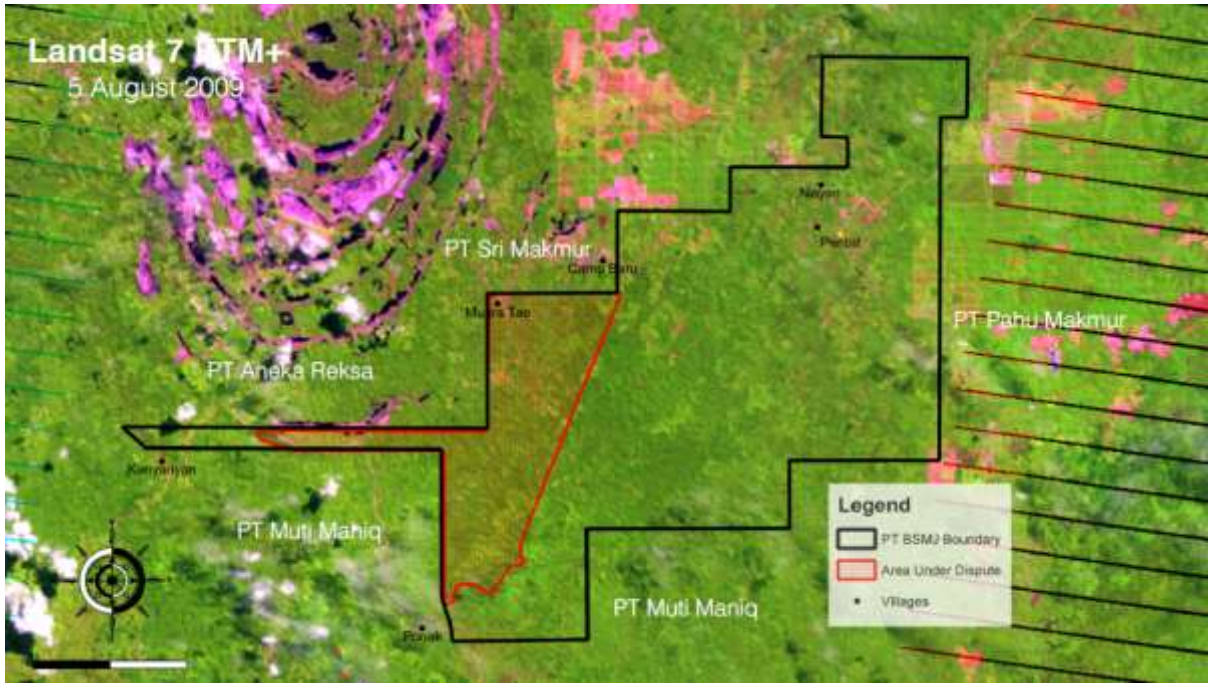 Landsat 7 ETM+
5 August 2009
Nayan
PT Sri Makmur
Penbit
Camp Baru
Muara Tae
PT Pahu Makmur
PT Aneka Reksa
Kenyanyan
Legend
PT BSMJ Boundary
PT Muti Maniq
Area Under Dispute
Villages
PT Muti Maniq
Ponak